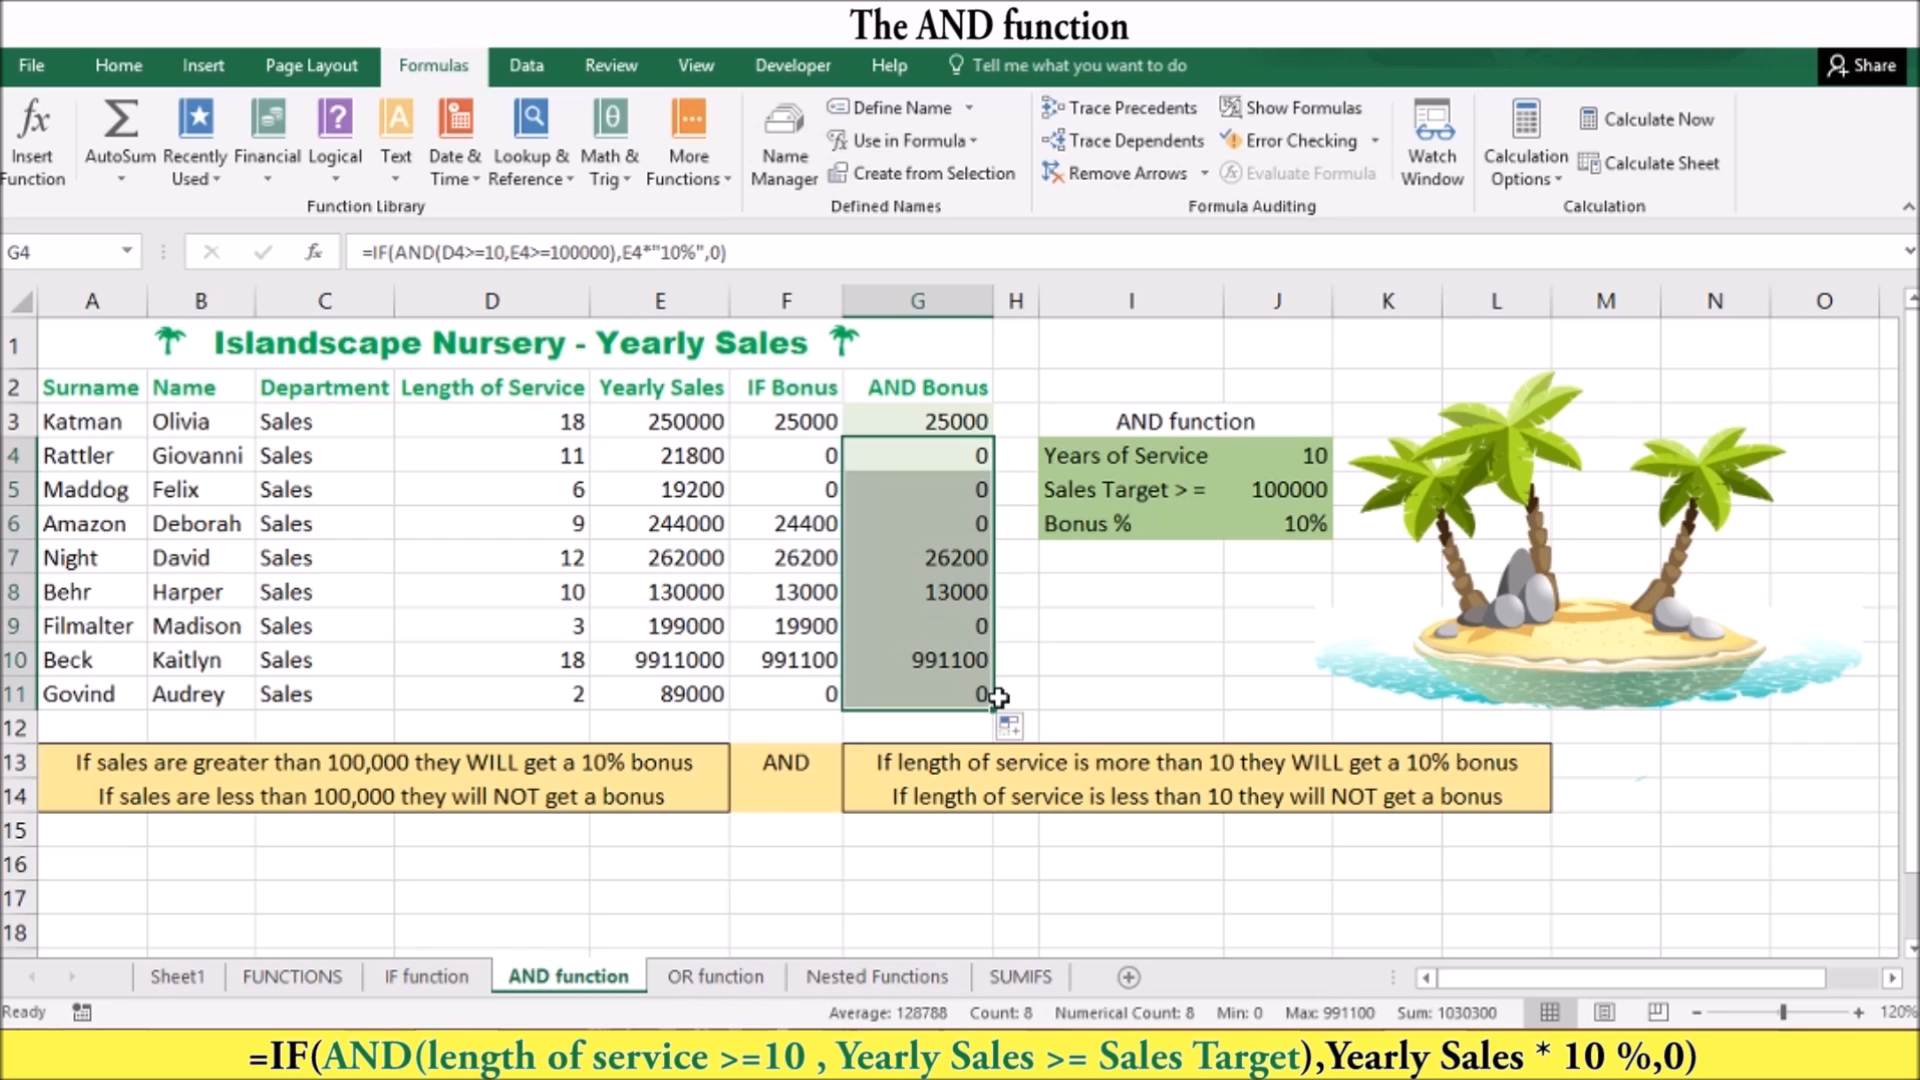 The AND function
File Home Insert Page Layout Formulas Data Review View Developer Help Tell me what you want to do Share
Insert Function AutoSum Recently Used Financial Logical Text Date & Time Lookup & Reference Math & Trig More Functions Name Manager Define Name Use in Formula Create from Selection Trace Precedents Trace Dependents Remove Arrows Show Formulas Error Checking Evaluate Formula Watch Window Calculation Options Calculate Now Calculate Sheet
Function Library Defined Names Formula Auditing Calculation
G4 fx =IF(AND(D4>=10,E4>=100000),E4*"10%",0)
A B C D E F G H I J K L M N O
1 Islandscape Nursery - Yearly Sales
2 Surname Name Department Length of Service Yearly Sales IF Bonus AND Bonus
3 Katman Olivia Sales 18 250000 25000 25000 AND function
4 Rattler Giovanni Sales 11 21800 0 0 Years of Service 10
5 Maddog Felix Sales 6 19200 0 0 Sales Target > = 100000
6 Amazon Deborah Sales 9 244000 24400 0 Bonus % 10%
7 Night David Sales 12 262000 26200 26200
8 Behr Harper Sales 10 130000 13000 13000
9 Filmalter Madison Sales 3 199000 19900 0
10 Beck Kaitlyn Sales 18 9911000 991100 991100
11 Govind Audrey Sales 2 89000 0 0
12
13 If sales are greater than 100,000 they WILL get a 10% bonus AND If length of service is more than 10 they WILL get a 10% bonus
14 If sales are less than 100,000 they will NOT get a bonus If length of service is less than 10 they will NOT get a bonus
15
16
17
18
Sheet1 FUNCTIONS IF function AND function OR function Nested Functions SUMIFS
Ready Average: 128788 Count: 8 Numerical Count: 8 Min: 0 Max: 991100 Sum: 1030300 120%
=IF(AND(length of service >=10 , Yearly Sales >= Sales Target),Yearly Sales * 10 %,0)